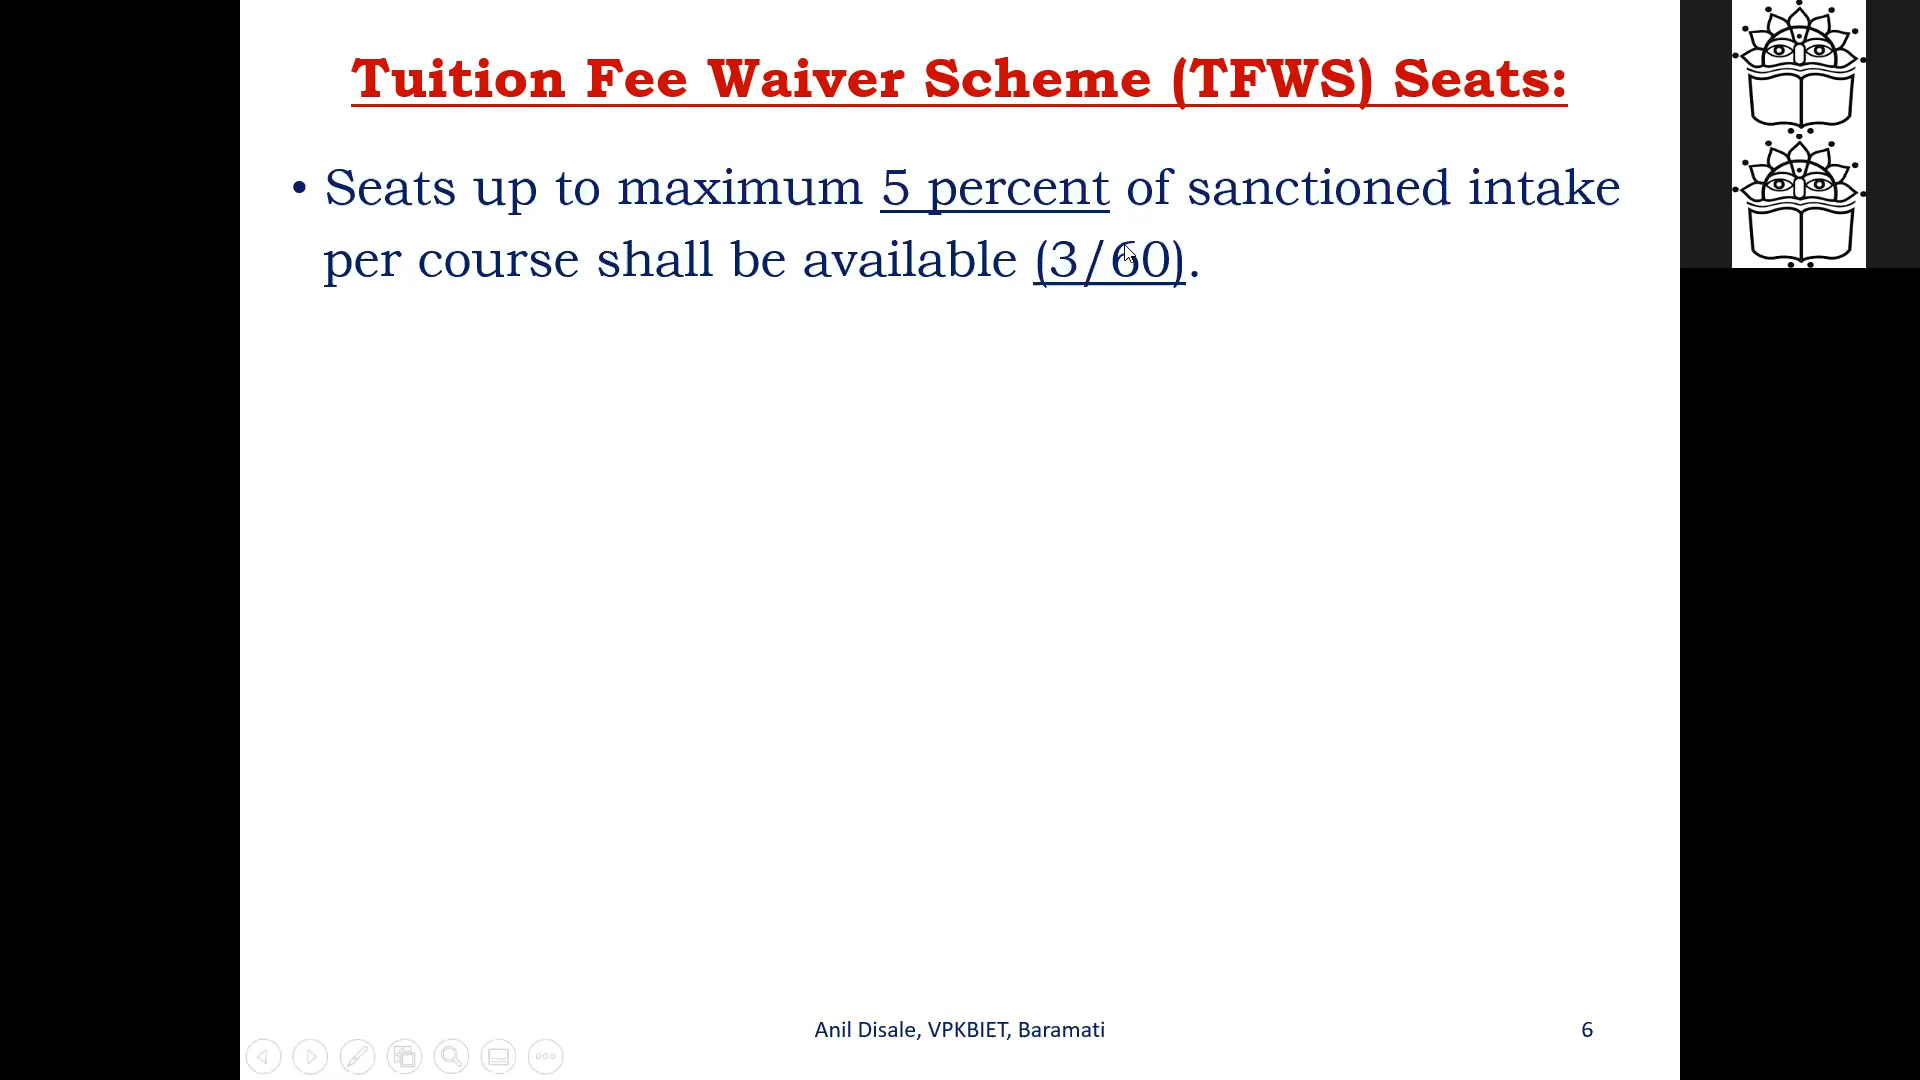 Tuition Fee Waiver Scheme (TFWS) Seats:
• Seats up to maximum 5 percent of sanctioned intake
per course shall be available (3/60).
Anil Disale, VPKBIET, Baramati
6